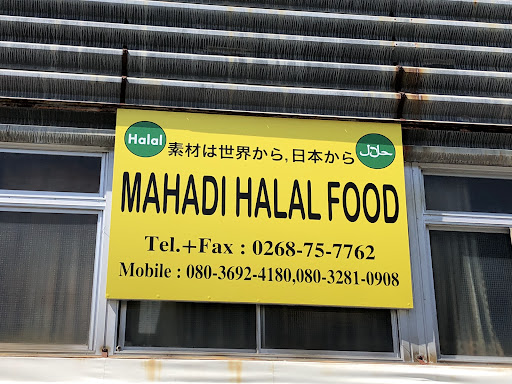 Halal 素材は世界から,日本から حلال
MAHADI HALAL FOOD
Tel.+Fax : 0268-75-7762
Mobile : 080-3692-4180,080-3281-0908